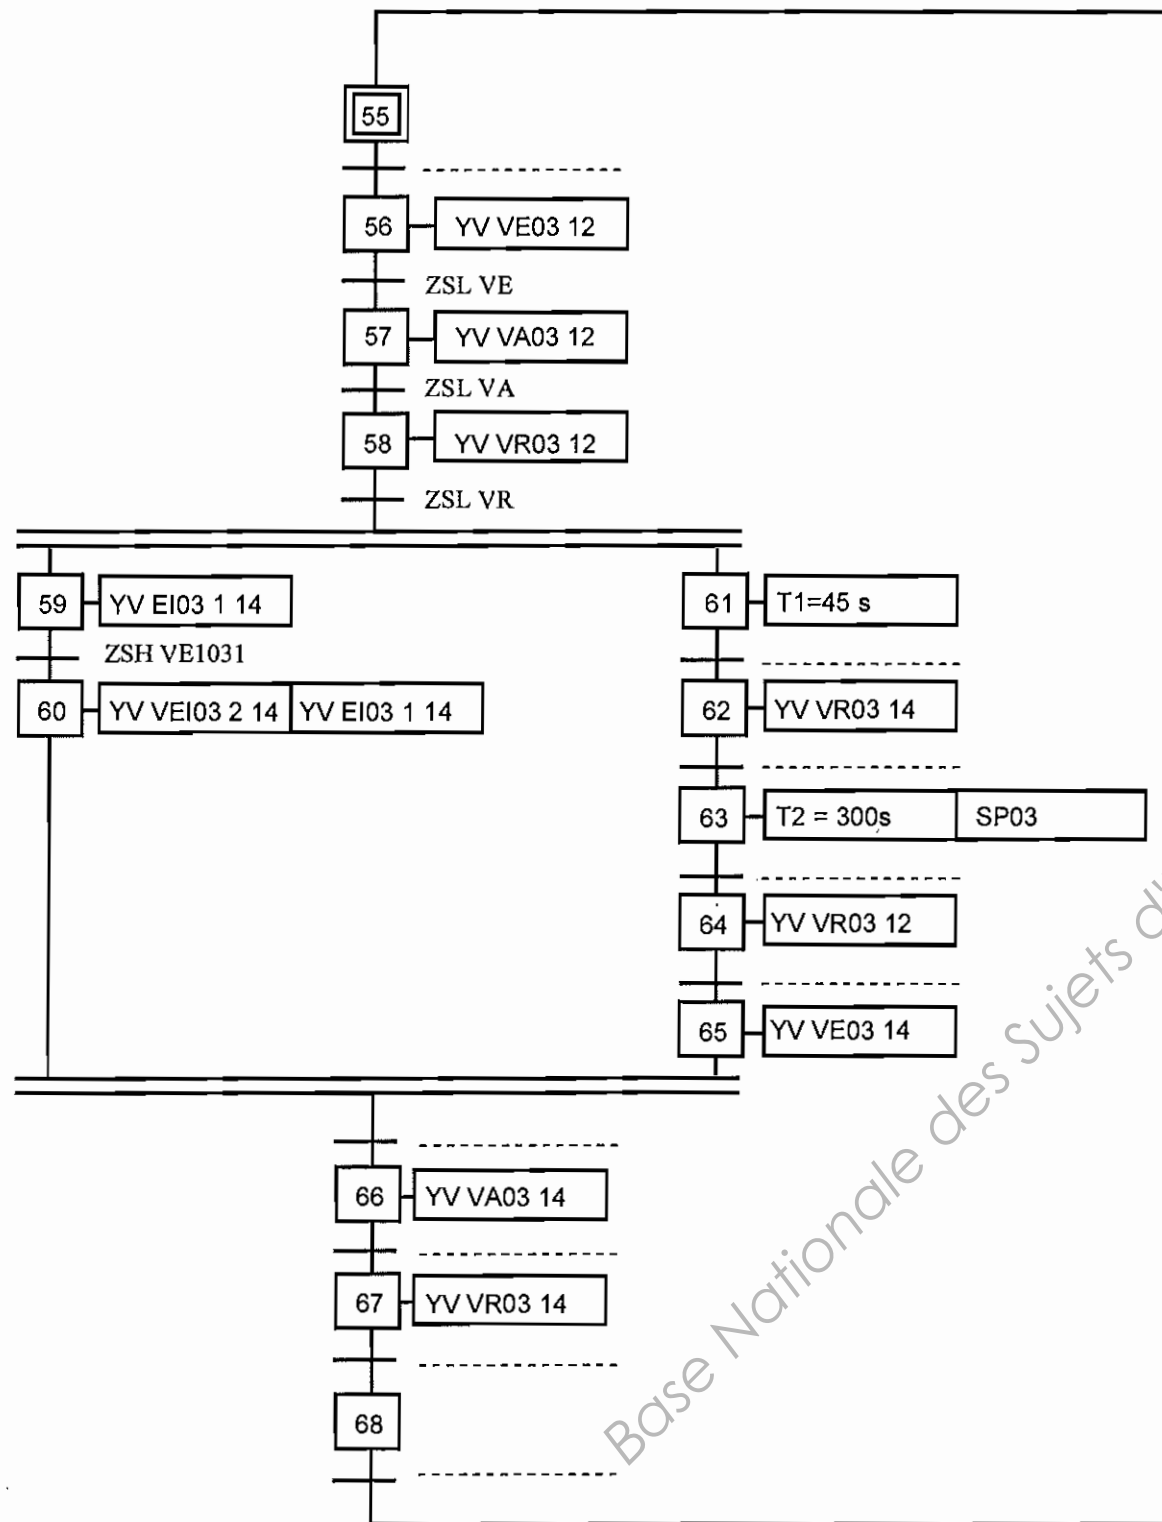 55
56 YV VE03 12
ZSL VE
57 YV VA03 12
ZSL VA
58 YV VR03 12
ZSL VR
59 YV EI03 1 14
ZSH VE1031
60 YV VEI03 2 14 YV EI03 1 14
61 T1=45 s
62 YV VR03 14
63 T2 = 300s SP03
64 YV VR03 12
65 YV VE03 14
66 YV VA03 14
67 YV VR03 14
68
Base Nationale des Sujets d'